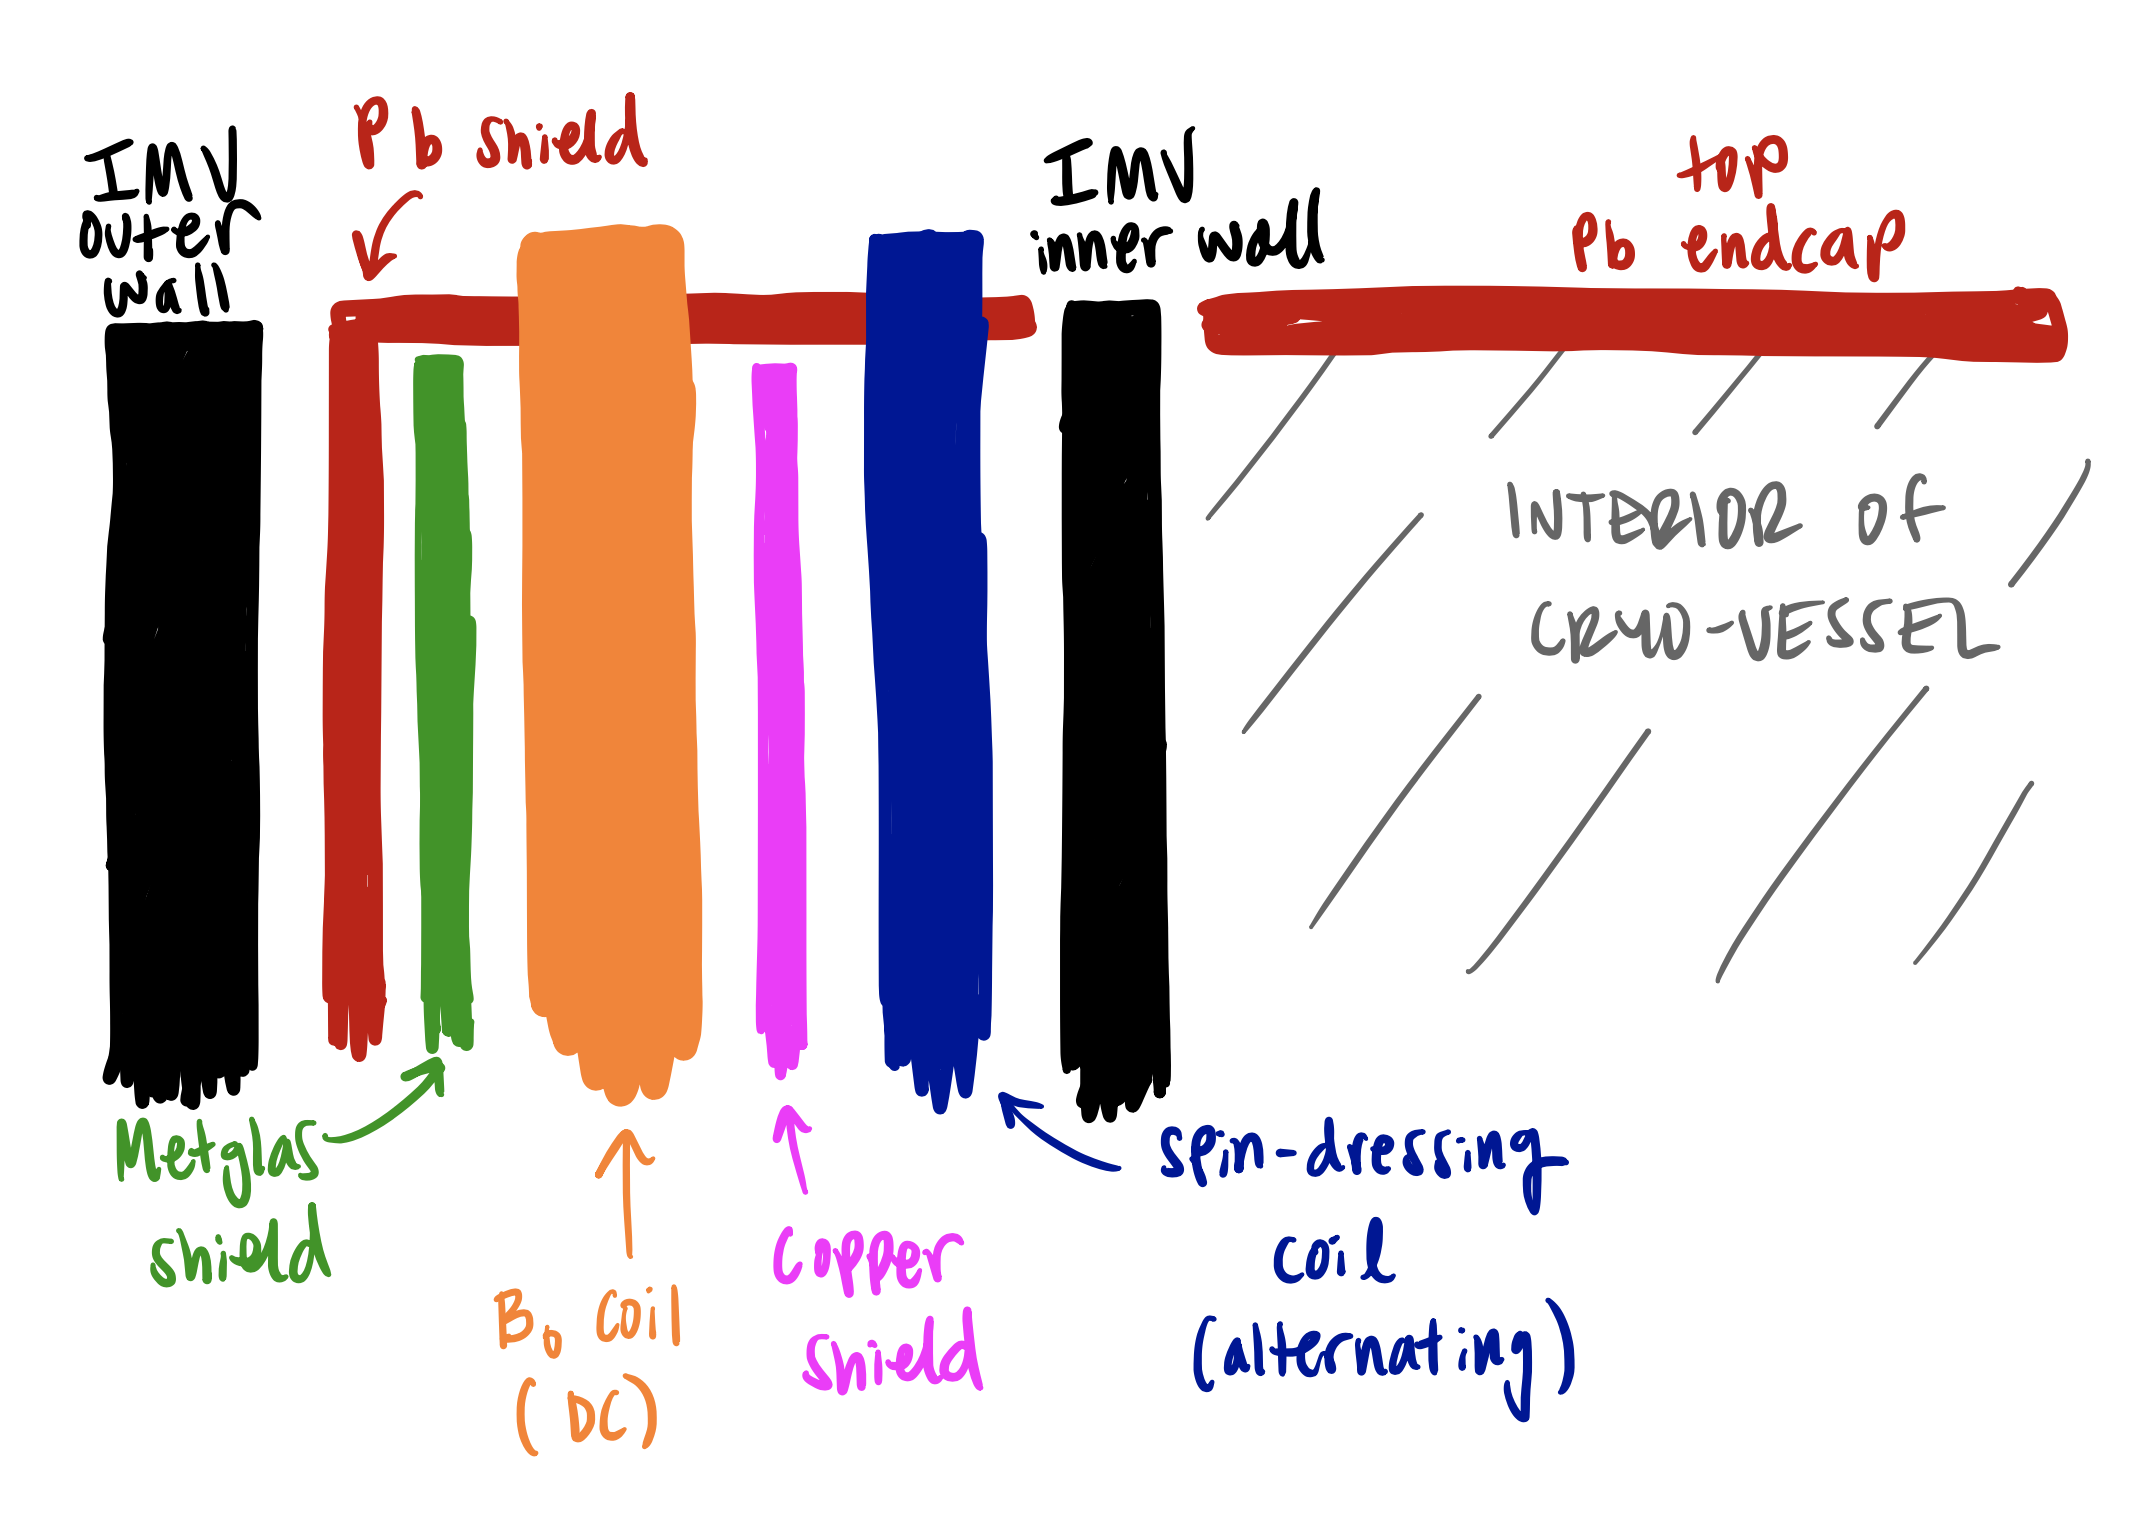 Pb shield
IMV
outer
wall
IMV
inner wall
top
Pb endcap
INTERIOR OF
CRYO-VESSEL
Metglas
shield
B₀ coil
(DC)
Copper
shield
spin-dressing
coil
(alternating)